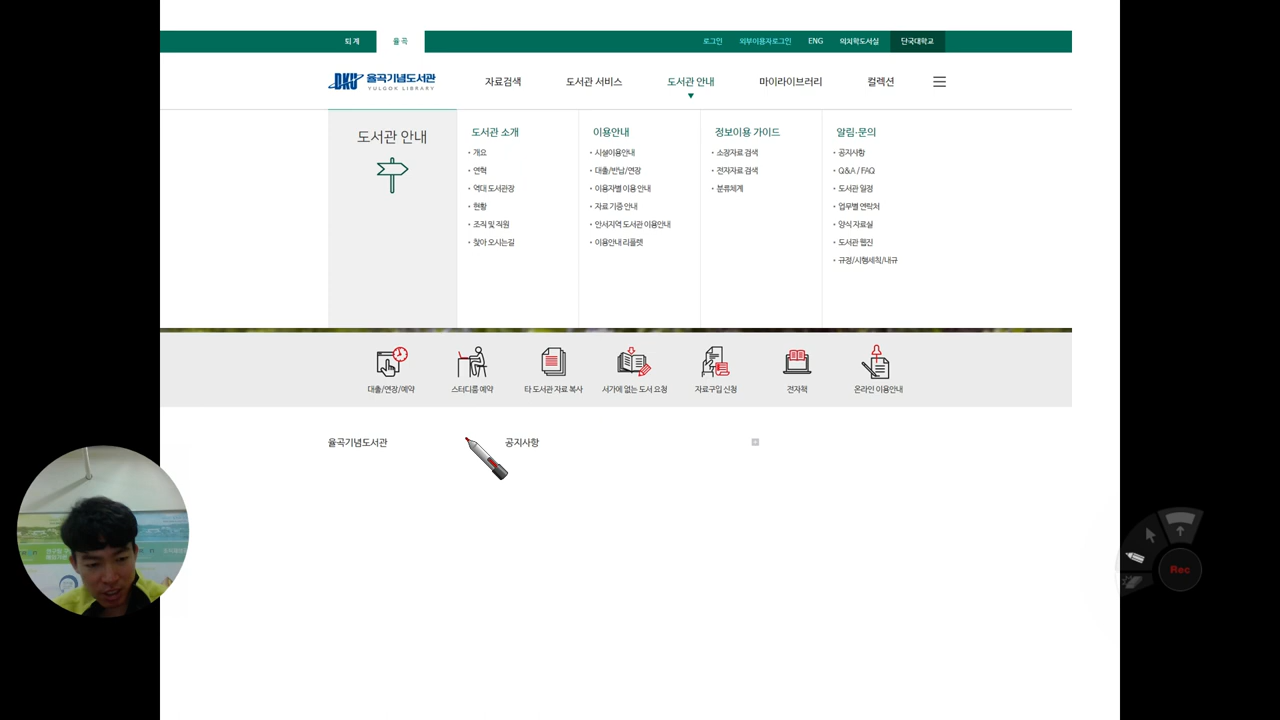 퇴계
율곡
로그인
외부이용자로그인
ENG
의치학도서실
단국대학교
DKU 율곡기념도서관
YULGOK LIBRARY
자료검색
도서관 서비스
도서관 안내
마이라이브러리
컬렉션
도서관 안내
도서관 소개
개요
연혁
역대 도서관장
현황
조직 및 직원
찾아 오시는길
이용안내
시설이용안내
대출/반납/연장
이용자별 이용 안내
자료 기증 안내
안서지역 도서관 이용안내
이용안내 리플렛
정보이용 가이드
소장자료 검색
전자자료 검색
분류체계
알림·문의
공지사항
Q&A / FAQ
도서관 일정
업무별 연락처
양식 자료실
도서관 웹진
규정/시행세칙/내규
대출/연장/예약
스터디룸 예약
타 도서관 자료 복사
서가에 없는 도서 요청
자료구입 신청
전자책
온라인 이용안내
율곡기념도서관
공지사항
Rec